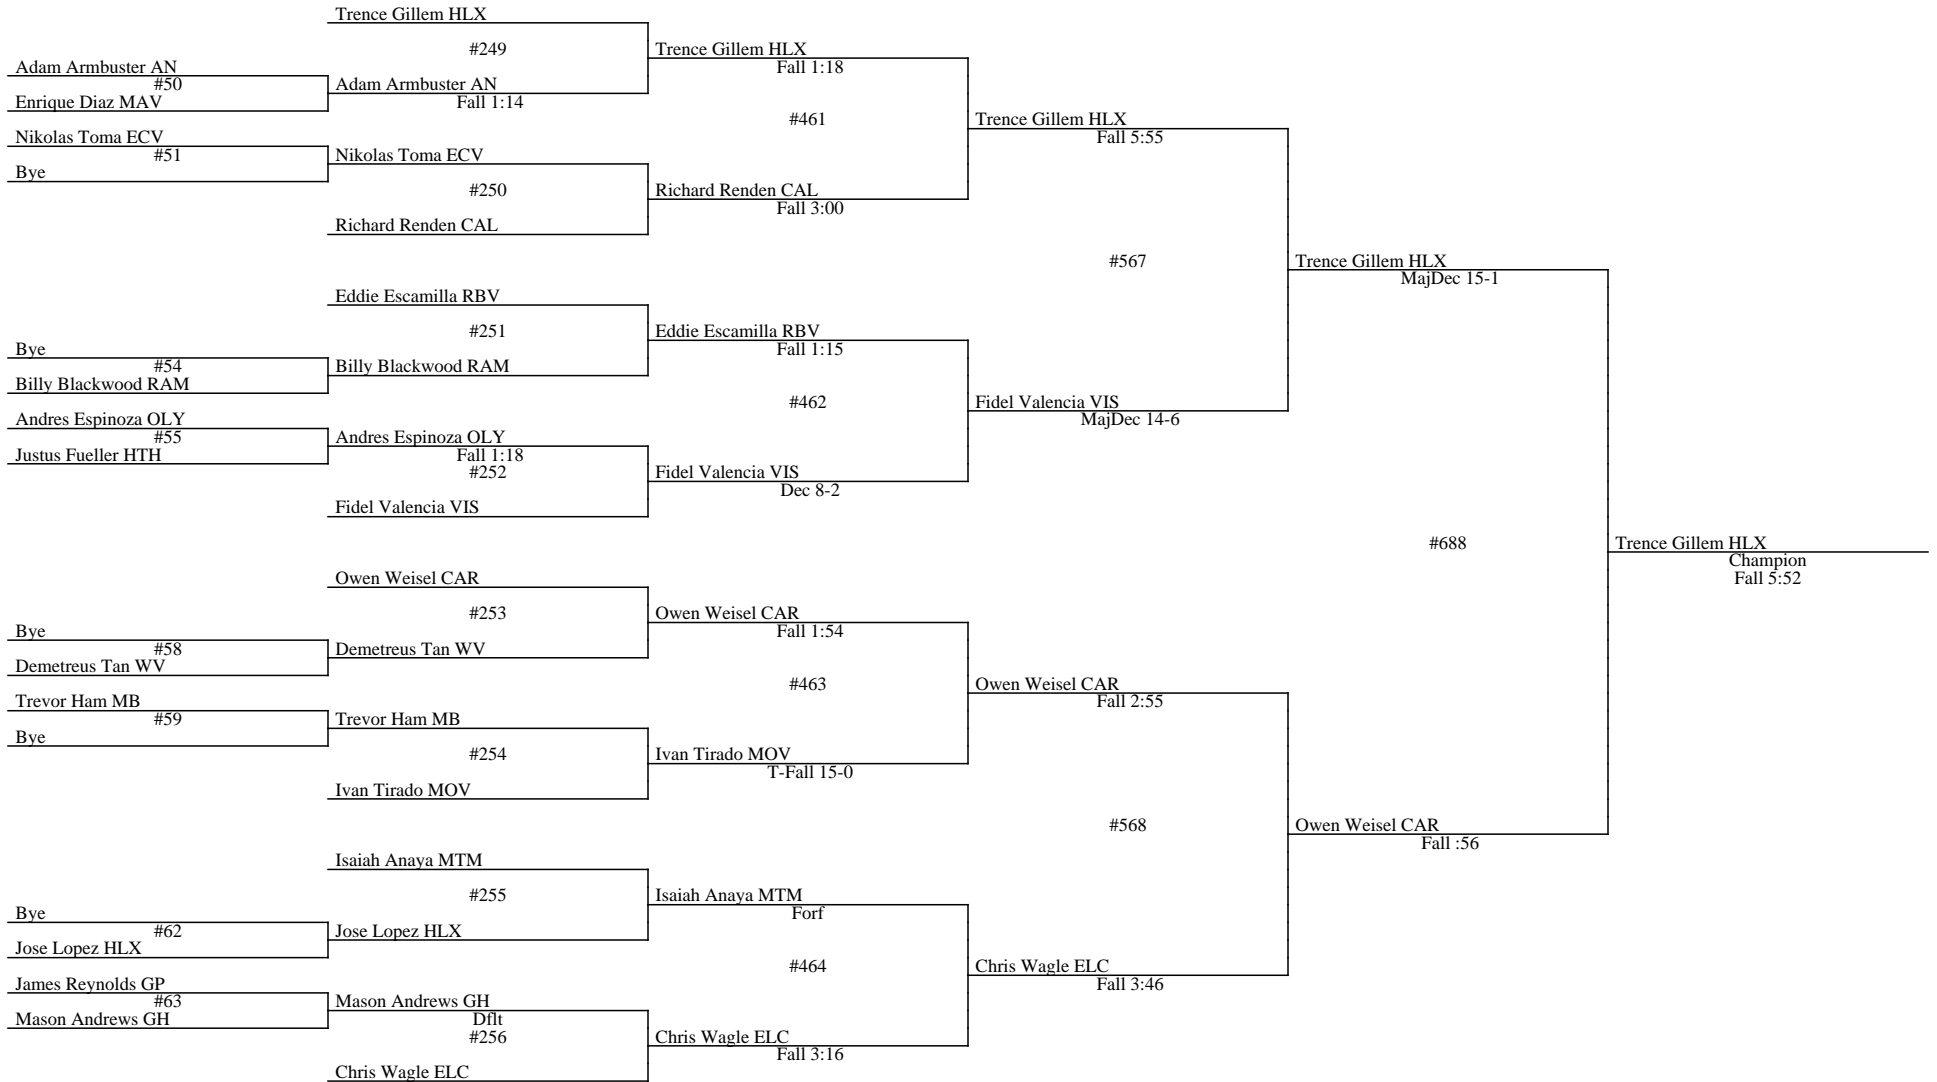 Trence Gillem HLX
#249
Trence Gillem HLX
Fall 1:18
Adam Armbuster AN
#50
Adam Armbuster AN
Fall 1:14
Enrique Diaz MAV
#461
Trence Gillem HLX
Fall 5:55
Nikolas Toma ECV
#51
Nikolas Toma ECV
Bye
#250
Richard Renden CAL
Fall 3:00
Richard Renden CAL
#567
Trence Gillem HLX
MajDec 15-1
Eddie Escamilla RBV
#251
Eddie Escamilla RBV
Fall 1:15
Bye
#54
Billy Blackwood RAM
Billy Blackwood RAM
#462
Fidel Valencia VIS
MajDec 14-6
Andres Espinoza OLY
#55
Andres Espinoza OLY
Fall 1:18
Justus Fueller HTH
#252
Fidel Valencia VIS
Dec 8-2
Fidel Valencia VIS
#688
Trence Gillem HLX
Champion
Fall 5:52
Owen Weisel CAR
#253
Owen Weisel CAR
Fall 1:54
Bye
#58
Demetreus Tan WV
Demetreus Tan WV
#463
Owen Weisel CAR
Fall 2:55
Trevor Ham MB
#59
Trevor Ham MB
Bye
#254
Ivan Tirado MOV
T-Fall 15-0
Ivan Tirado MOV
#568
Owen Weisel CAR
Fall :56
Isaiah Anaya MTM
#255
Isaiah Anaya MTM
Forf
Bye
#62
Jose Lopez HLX
Jose Lopez HLX
#464
Chris Wagle ELC
Fall 3:46
James Reynolds GP
#63
Mason Andrews GH
Dflt
Mason Andrews GH
#256
Chris Wagle ELC
Fall 3:16
Chris Wagle ELC